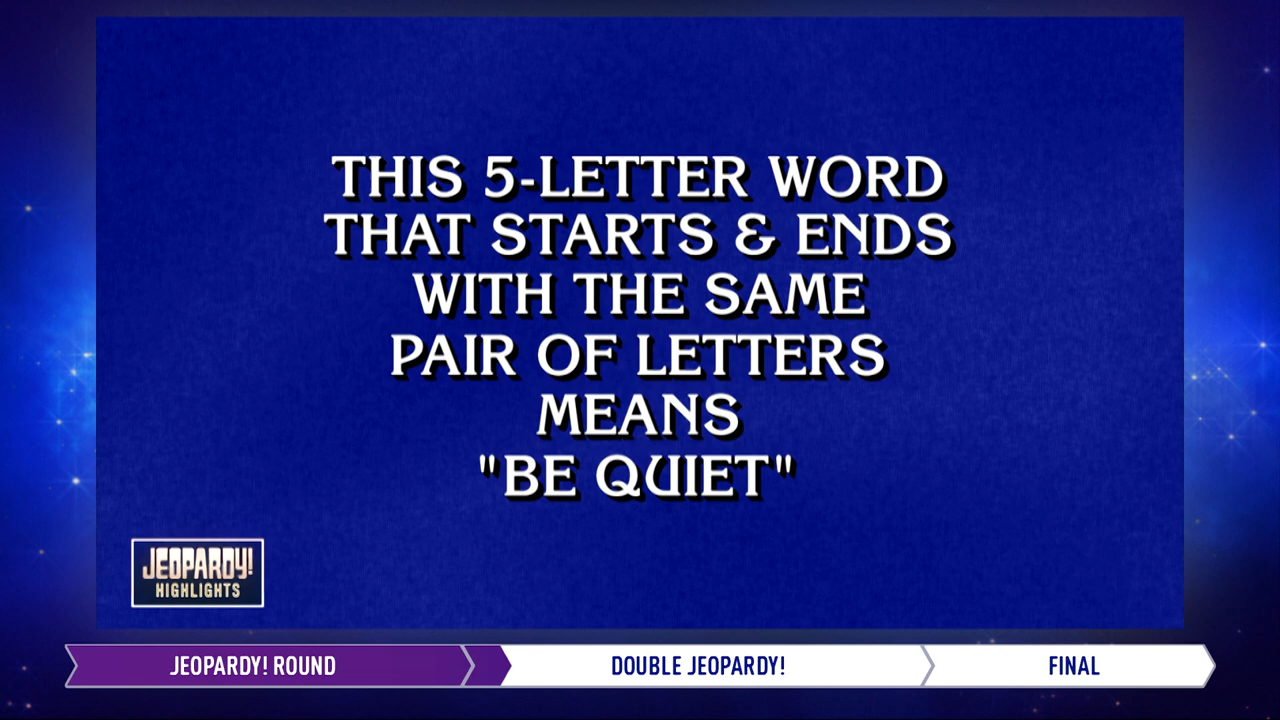 THIS 5-LETTER WORD
THAT STARTS & ENDS
WITH THE SAME
PAIR OF LETTERS
MEANS
"BE QUIET"
JEOPARDY!
HIGHLIGHTS
JEOPARDY! ROUND
DOUBLE JEOPARDY!
FINAL